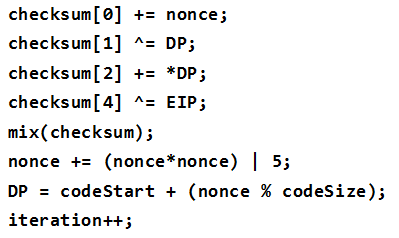 checksum[0] += nonce;
checksum[1] ^= DP;
checksum[2] += *DP;
checksum[4] ^= EIP;
mix(checksum);
nonce += (nonce*nonce) | 5;
DP = codeStart + (nonce % codeSize);
iteration++;